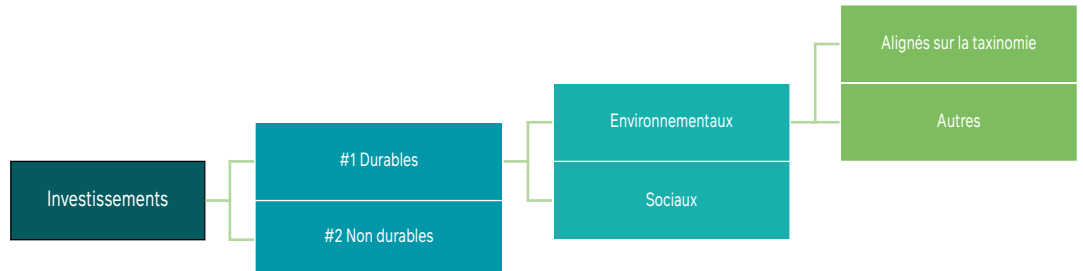 Investissements
#1 Durables
#2 Non durables
Environnementaux
Sociaux
Alignés sur la taxinomie
Autres